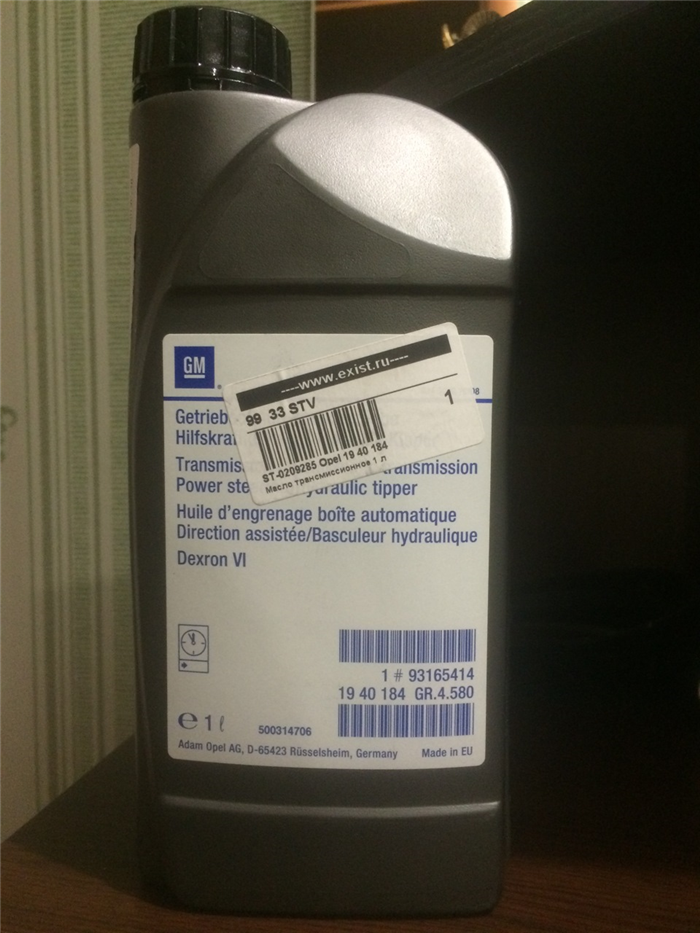 GM
----www.exist.ru----
99 33 STV 1
ST-0209285 Opel 19 40 184
Масло трансмиссионное 1 л
Getrieb
Hilfskra
Transmis transmission
Power ste ydraulic tipper
Huile d'engrenage boîte automatique
Direction assistée/Basculeur hydraulique
Dexron VI
1 # 93165414
19 40 184 GR.4.580
e 1 l 500314706
Adam Opel AG, D-65423 Rüsselsheim, Germany Made in EU